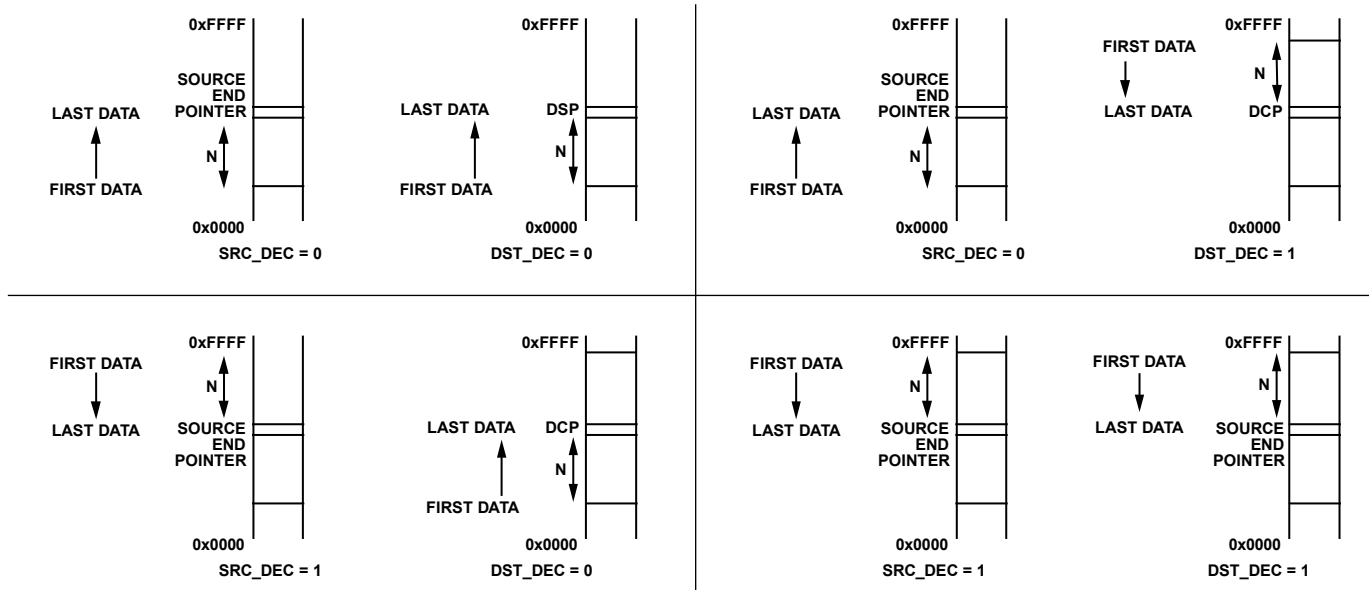 0xFFFF
SOURCE
END
POINTER
LAST DATA
N
FIRST DATA
0x0000
SRC_DEC = 0
0xFFFF
LAST DATA
DSP
N
FIRST DATA
0x0000
DST_DEC = 0
0xFFFF
SOURCE
END
POINTER
LAST DATA
N
FIRST DATA
0x0000
SRC_DEC = 0
0xFFFF
FIRST DATA
N
LAST DATA
DCP
0x0000
DST_DEC = 1
0xFFFF
FIRST DATA
N
LAST DATA
SOURCE
END
POINTER
0x0000
SRC_DEC = 1
0xFFFF
LAST DATA
DCP
N
FIRST DATA
0x0000
DST_DEC = 0
0xFFFF
FIRST DATA
N
LAST DATA
SOURCE
END
POINTER
0x0000
SRC_DEC = 1
0xFFFF
FIRST DATA
N
LAST DATA
SOURCE
END
POINTER
0x0000
DST_DEC = 1